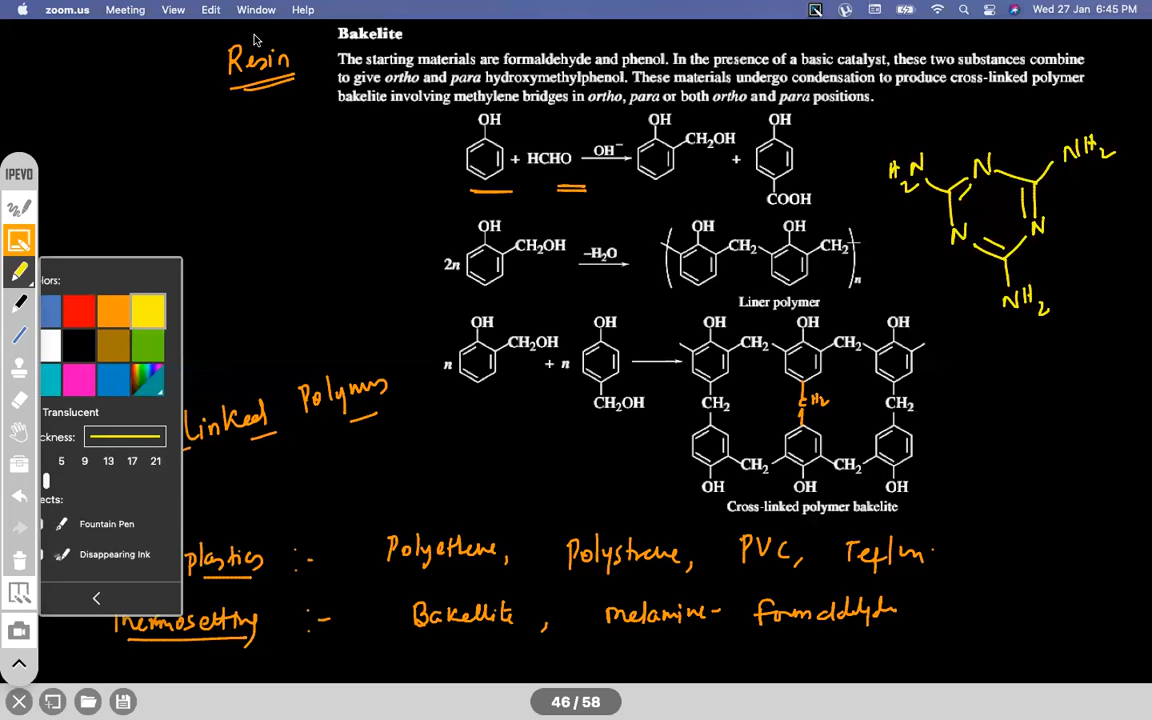 zoom.us Meeting View Edit Window Help Wed 27 Jan 6:45 PM
Resin
Bakelite
The starting materials are formaldehyde and phenol. In the presence of a basic catalyst, these two substances combine
to give ortho and para hydroxymethylphenol. These materials undergo condensation to produce cross-linked polymer
bakelite involving methylene bridges in ortho, para or both ortho and para positions.
OH OH OH
+ HCHO OH⁻ CH₂OH +
COOH
H₂N N NH₂
N N
NH₂
IPEVO
OH OH OH
2n CH₂OH –H₂O CH₂ CH₂ n
Liner polymer
olors:
OH OH OH OH OH
n CH₂OH + n CH₂ CH₂
CH₂OH CH₂ CH₂ CH₂
CH₂ CH₂
OH OH OH
Cross-linked polymer bakelite
Linked Polymers
Translucent
ckness:
5 9 13 17 21
ects:
Fountain Pen
Disappearing Ink
plastics :- Polyethene, Polystrene, PVC, Teflon.
Thermosetting :- Bakellite, melamine- formaldehyde
46 / 58